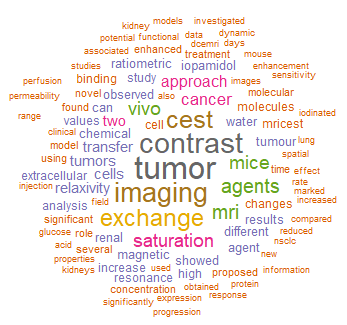 kidney models investigated
potential functional data dynamic
associated enhanced dcemri days
studies ratiometric treatment mouse
perfusion binding iopamidol enhancement
permeability novel study approach images sensitivity
range found observed vivo cancer molecular
can cest molecules iodinated
clinical values two cell water mricest
model chemical contrast tumour lung
using transfer spatial
tumors cells tumor mice time effect
extracellular rate
injection relaxivity imaging agents changes marked
field increased
analysis exchange mri results compared
significant
glucose role renal saturation different reduced
acid several magnetic agent nsclc
properties increase used showed new
kidneys resonance high proposed information
concentration obtained protein
significantly expression response
progression
also